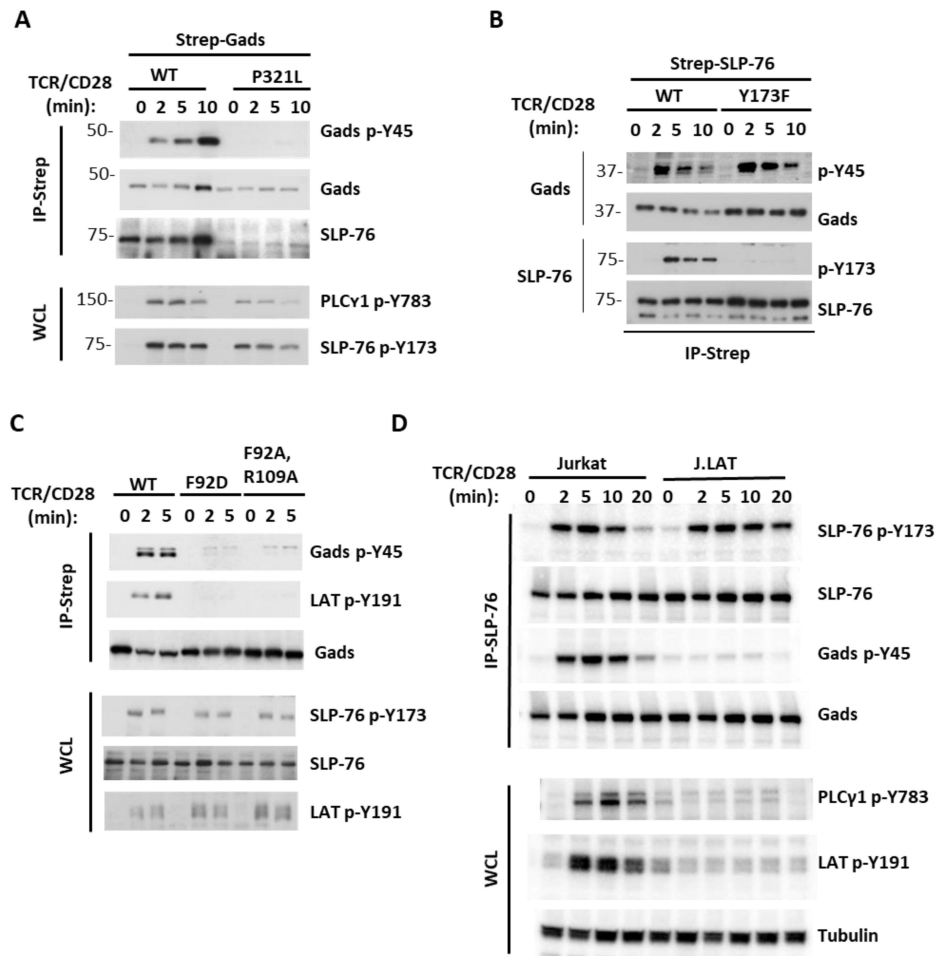 A
Strep-Gads
TCR/CD28 WT P321L
(min): 0 2 5 10 0 2 5 10
IP-Strep
50- Gads p-Y45
50- Gads
75- SLP-76
WCL
150- PLCγ1 p-Y783
75- SLP-76 p-Y173
B
Strep-SLP-76
TCR/CD28 WT Y173F
(min): 0 2 5 10 0 2 5 10
Gads
37- p-Y45
37- Gads
SLP-76
75- p-Y173
75- SLP-76
IP-Strep
C
F92A,
TCR/CD28 WT F92D R109A
(min): 0 2 5 0 2 5 0 2 5
IP-Strep
Gads p-Y45
LAT p-Y191
Gads
WCL
SLP-76 p-Y173
SLP-76
LAT p-Y191
D
TCR/CD28 Jurkat J.LAT
(min): 0 2 5 10 20 0 2 5 10 20
IP-SLP-76
SLP-76 p-Y173
SLP-76
Gads p-Y45
Gads
WCL
PLCγ1 p-Y783
LAT p-Y191
Tubulin